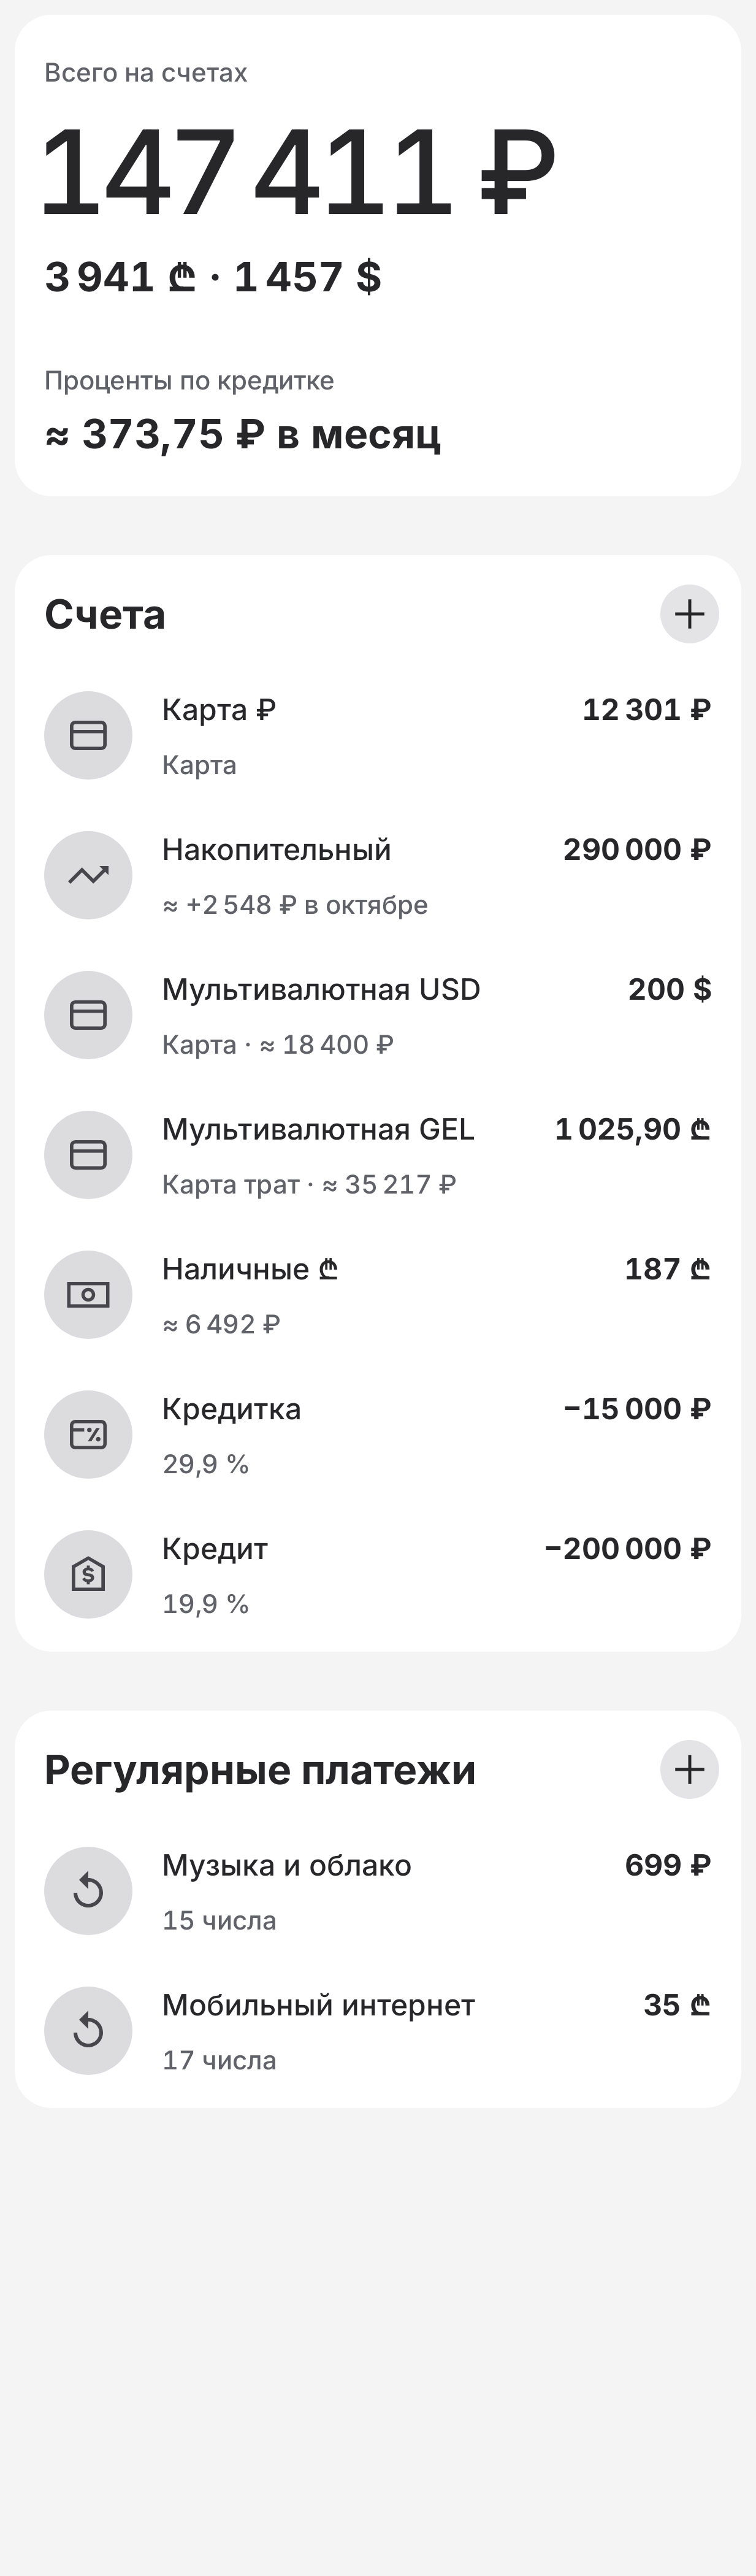 Всего на счетах
147 411 ₽
3 941 ₾ · 1 457 $
Проценты по кредитке
≈ 373,75 ₽ в месяц
Счета
Карта ₽ 12 301 ₽
Карта
Накопительный 290 000 ₽
≈ +2 548 ₽ в октябре
Мультивалютная USD 200 $
Карта · ≈ 18 400 ₽
Мультивалютная GEL 1 025,90 ₾
Карта трат · ≈ 35 217 ₽
Наличные ₾ 187 ₾
≈ 6 492 ₽
Кредитка −15 000 ₽
29,9 %
Кредит −200 000 ₽
19,9 %
Регулярные платежи
Музыка и облако 699 ₽
15 числа
Мобильный интернет 35 ₾
17 числа